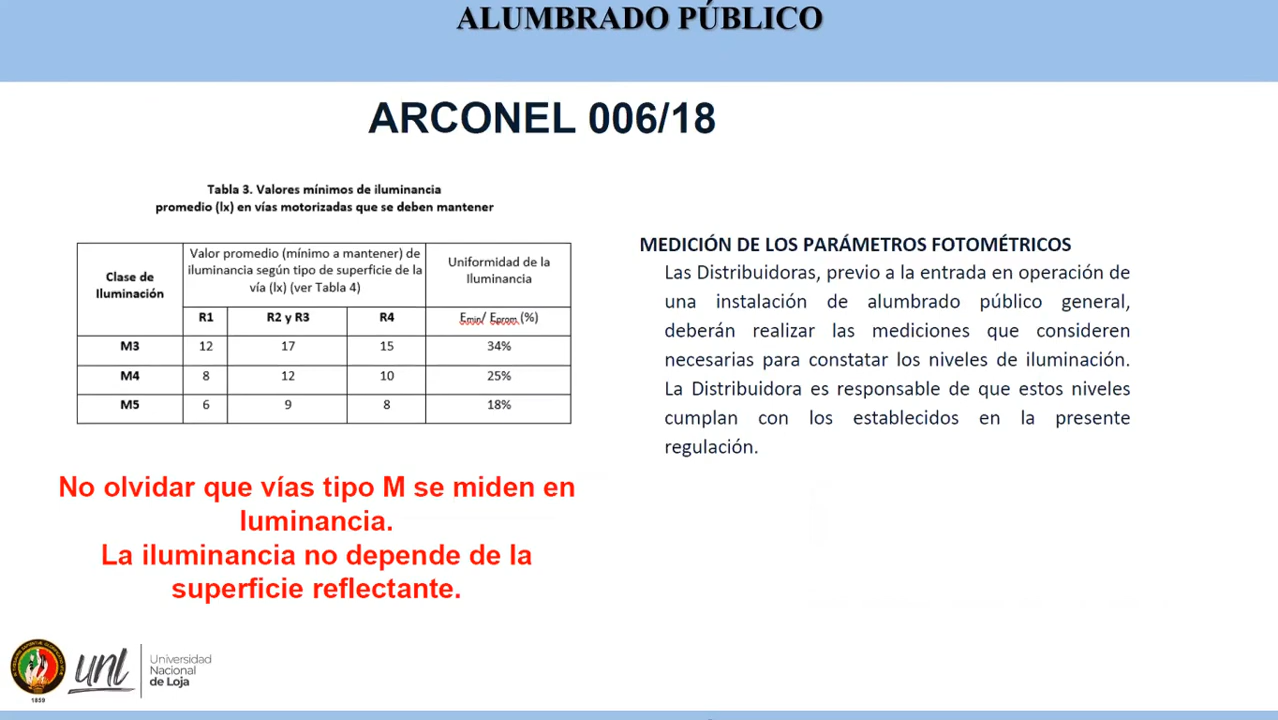 ALUMBRADO PÚBLICO
ARCONEL 006/18
Tabla 3. Valores mínimos de iluminancia
promedio (lx) en vías motorizadas que se deben mantener
Clase de Iluminación
Valor promedio (mínimo a mantener) de
iluminancia según tipo de superficie de la
vía (lx) (ver Tabla 4)
Uniformidad de la
Iluminancia
R1 R2 y R3 R4 Emin/ Eprom (%)
M3 12 17 15 34%
M4 8 12 10 25%
M5 6 9 8 18%
No olvidar que vías tipo M se miden en
luminancia.
La iluminancia no depende de la
superficie reflectante.
MEDICIÓN DE LOS PARÁMETROS FOTOMÉTRICOS
Las Distribuidoras, previo a la entrada en operación de
una instalación de alumbrado público general,
deberán realizar las mediciones que consideren
necesarias para constatar los niveles de iluminación.
La Distribuidora es responsable de que estos niveles
cumplan con los establecidos en la presente
regulación.
unl
Universidad
Nacional
de Loja
1859